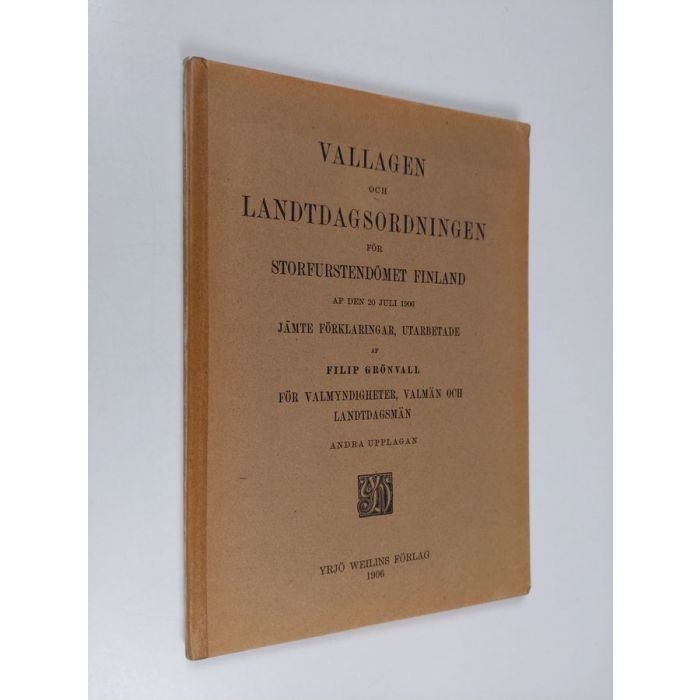 VALLAGEN
OCH
LANDTDAGSORDNINGEN
FÖR
STORFURSTENDÖMET FINLAND
AF DEN 20 JULI 1906
JÄMTE FÖRKLARINGAR, UTARBETADE
AF
FILIP GRÖNVALL
FÖR VALMYNDIGHETER, VALMÄN OCH
LANDTDAGSMÄN
ANDRA UPPLAGAN
YRJÖ WEILINS FÖRLAG
1906